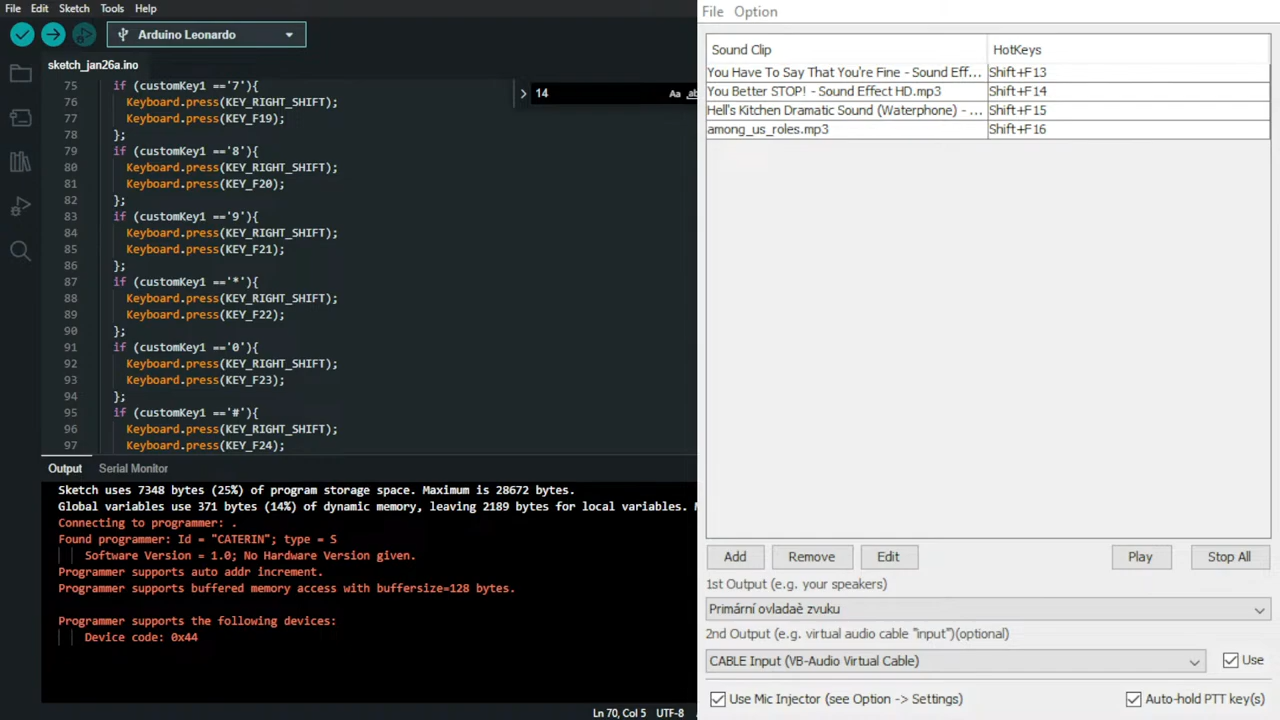 File Edit Sketch Tools Help
Arduino Leonardo
sketch_jan26a.ino
14
Aa
75 if (customKey1 =='7'){
76 Keyboard.press(KEY_RIGHT_SHIFT);
77 Keyboard.press(KEY_F19);
78 };
79 if (customKey1 =='8'){
80 Keyboard.press(KEY_RIGHT_SHIFT);
81 Keyboard.press(KEY_F20);
82 };
83 if (customKey1 =='9'){
84 Keyboard.press(KEY_RIGHT_SHIFT);
85 Keyboard.press(KEY_F21);
86 };
87 if (customKey1 =='*'){
88 Keyboard.press(KEY_RIGHT_SHIFT);
89 Keyboard.press(KEY_F22);
90 };
91 if (customKey1 =='0'){
92 Keyboard.press(KEY_RIGHT_SHIFT);
93 Keyboard.press(KEY_F23);
94 };
95 if (customKey1 =='#'){
96 Keyboard.press(KEY_RIGHT_SHIFT);
97 Keyboard.press(KEY_F24);
Output Serial Monitor
Sketch uses 7348 bytes (25%) of program storage space. Maximum is 28672 bytes.
Global variables use 371 bytes (14%) of dynamic memory, leaving 2189 bytes for local variables.
Connecting to programmer: .
Found programmer: Id = "CATERIN"; type = S
Software Version = 1.0; No Hardware Version given.
Programmer supports auto addr increment.
Programmer supports buffered memory access with buffersize=128 bytes.
Programmer supports the following devices:
Device code: 0x44
Ln 70, Col 5 UTF-8
File Option
Sound Clip HotKeys
You Have To Say That You're Fine - Sound Eff... Shift+F13
You Better STOP! - Sound Effect HD.mp3 Shift+F14
Hell's Kitchen Dramatic Sound (Waterphone) - ... Shift+F15
among_us_roles.mp3 Shift+F16
Add Remove Edit Play Stop All
1st Output (e.g. your speakers)
Primární ovladaè zvuku
2nd Output (e.g. virtual audio cable "input")(optional)
CABLE Input (VB-Audio Virtual Cable) Use
Use Mic Injector (see Option -> Settings) Auto-hold PTT key(s)